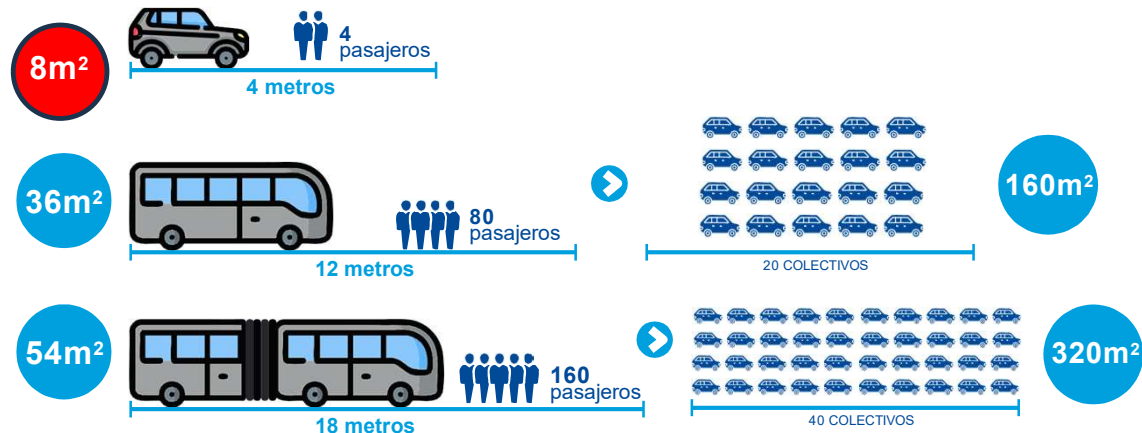 8m²
4
pasajeros
4 metros
36m²
80
pasajeros
12 metros
20 COLECTIVOS
160m²
54m²
160
pasajeros
18 metros
40 COLECTIVOS
320m²